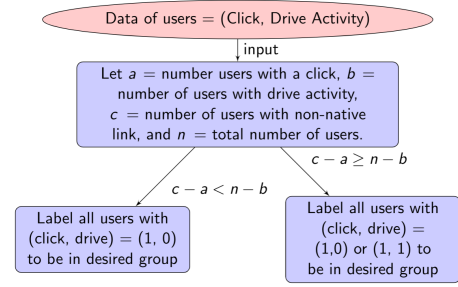 Data of users = (Click, Drive Activity)
input
Let a = number users with a click, b =
number of users with drive activity,
c = number of users with non-native
link, and n = total number of users.
c − a ≥ n − b
c − a < n − b
Label all users with
(click, drive) = (1, 0)
to be in desired group
Label all users with
(click, drive) =
(1,0) or (1, 1) to
be in desired group